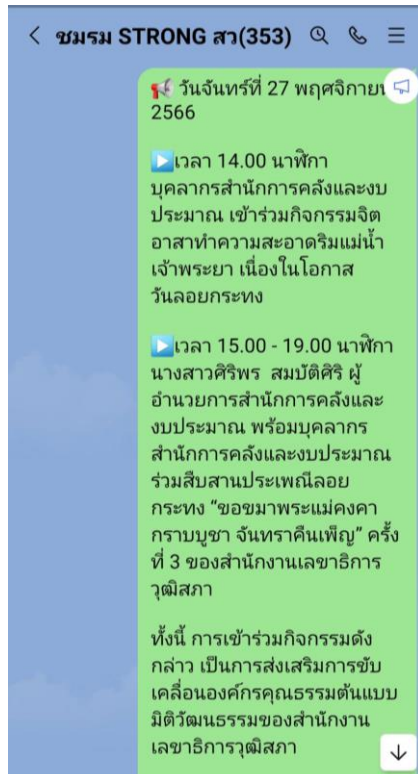 ชมรม STRONG สว(353)
วันจันทร์ที่ 27 พฤศจิกายน
2566
เวลา 14.00 นาฬิกา
บุคลากรสำนักการคลังและงบ
ประมาณ เข้าร่วมกิจกรรมจิต
อาสาทำความสะอาดริมแม่น้ำ
เจ้าพระยา เนื่องในโอกาส
วันลอยกระทง
เวลา 15.00 - 19.00 นาฬิกา
นางสาวศิริพร สมบัติศิริ ผู้
อำนวยการสำนักการคลังและ
งบประมาณ พร้อมบุคลากร
สำนักการคลังและงบประมาณ
ร่วมสืบสานประเพณีลอย
กระทง “ขอขมาพระแม่คงคา
กราบบูชา จันทราคืนเพ็ญ” ครั้ง
ที่ 3 ของสำนักงานเลขาธิการ
วุฒิสภา
ทั้งนี้ การเข้าร่วมกิจกรรมดัง
กล่าว เป็นการส่งเสริมการขับ
เคลื่อนองค์กรคุณธรรมต้นแบบ
มิติวัฒนธรรมของสำนักงาน
เลขาธิการวุฒิสภา